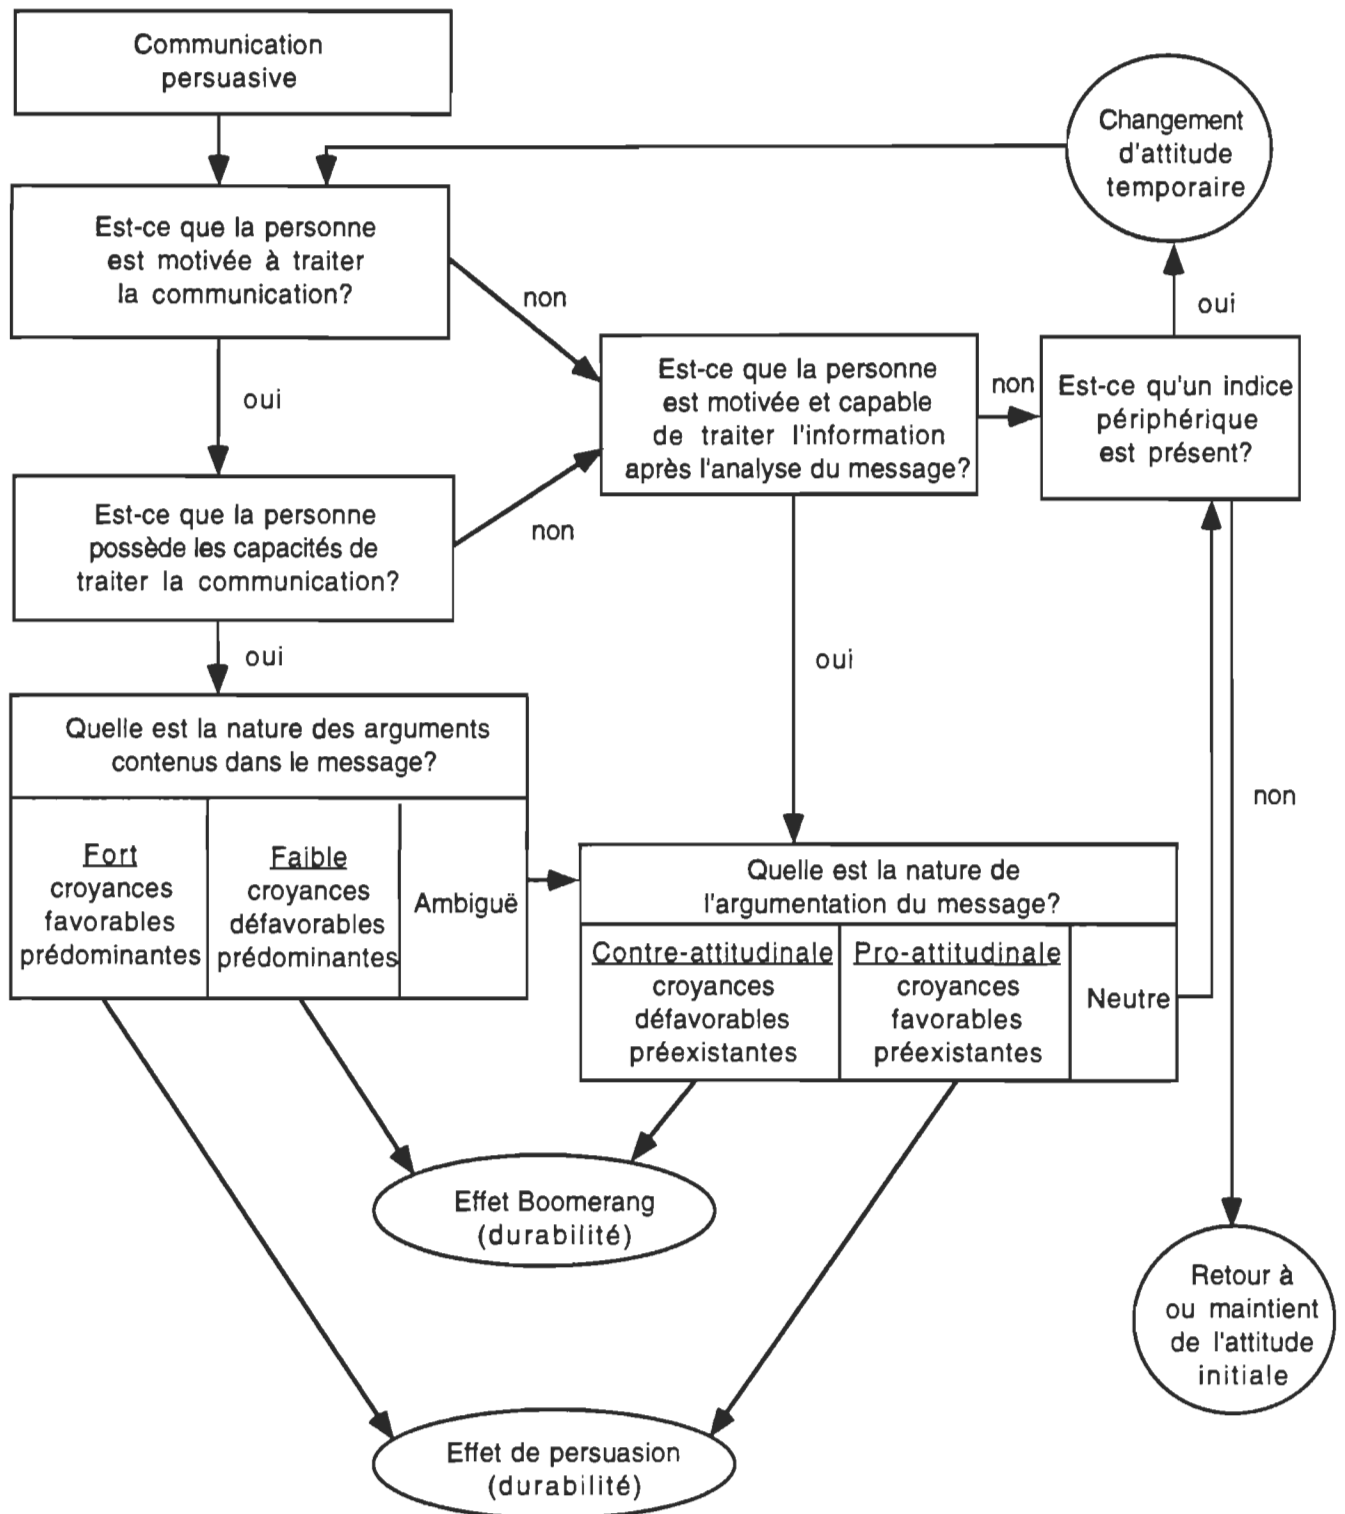 Communication
persuasive
Changement
d'attitude
temporaire
Est-ce que la personne
est motivée à traiter
la communication?
non
oui
oui
Est-ce que la personne
est motivée et capable
de traiter l'information
après l'analyse du message?
non
Est-ce qu'un indice
périphérique
est présent?
Est-ce que la personne
possède les capacités de
traiter la communication?
non
oui
oui
non
Quelle est la nature des arguments
contenus dans le message?
Fort
croyances
favorables
prédominantes
Faible
croyances
défavorables
prédominantes
Ambiguë
Quelle est la nature de
l'argumentation du message?
Contre-attitudinale
croyances
défavorables
préexistantes
Pro-attitudinale
croyances
favorables
préexistantes
Neutre
Effet Boomerang
(durabilité)
Retour à
ou maintient
de l'attitude
initiale
Effet de persuasion
(durabilité)